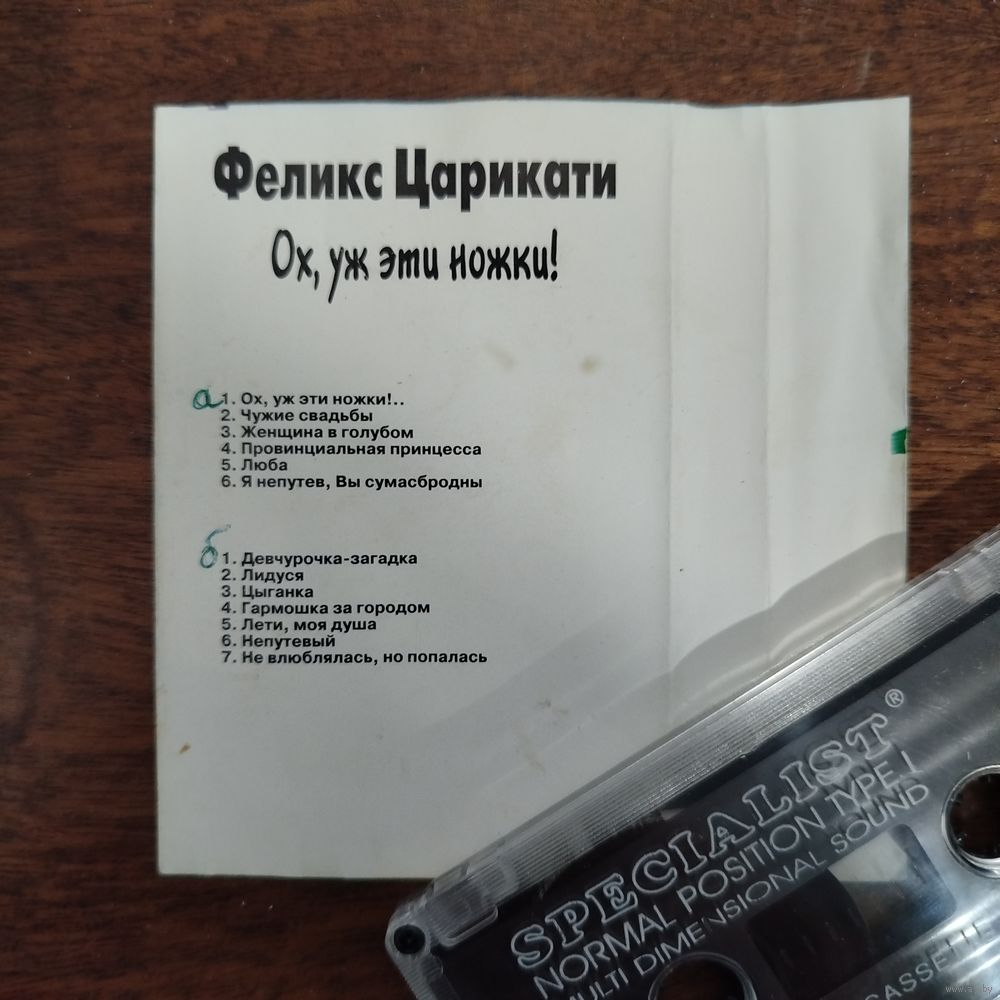 Феликс Царикати
Ох, уж эти ножки!
а 1. Ох, уж эти ножки!..
2. Чужие свадьбы
3. Женщина в голубом
4. Провинциальная принцесса
5. Люба
6. Я непутев, Вы сумасбродны
б 1. Девчурочка-загадка
2. Лидуся
3. Цыганка
4. Гармошка за городом
5. Лети, моя душа
6. Непутевый
7. Не влюблялась, но попалась
SPECIALIST®
NORMAL POSITION TYPE I
MULTI DIMENSIONAL SOUND
CASSETTE